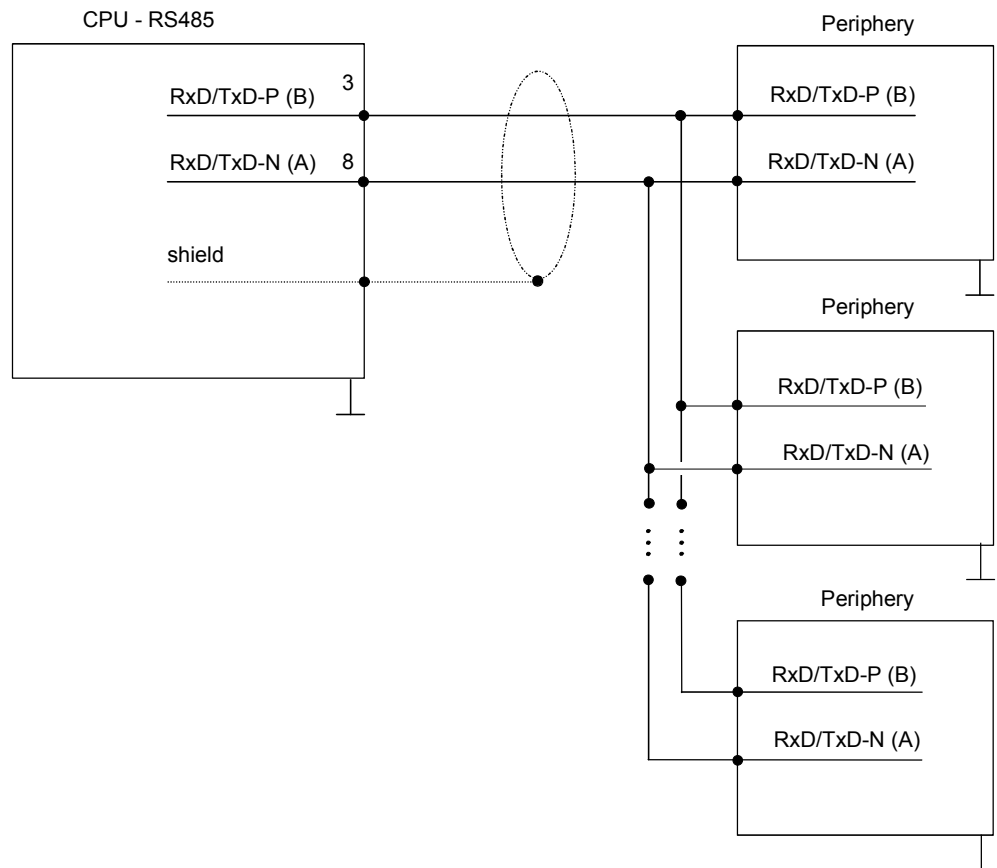 CPU - RS485
Periphery
RxD/TxD-P (B)
3
RxD/TxD-P (B)
RxD/TxD-N (A)
8
RxD/TxD-N (A)
shield
Periphery
RxD/TxD-P (B)
RxD/TxD-N (A)
Periphery
RxD/TxD-P (B)
RxD/TxD-N (A)